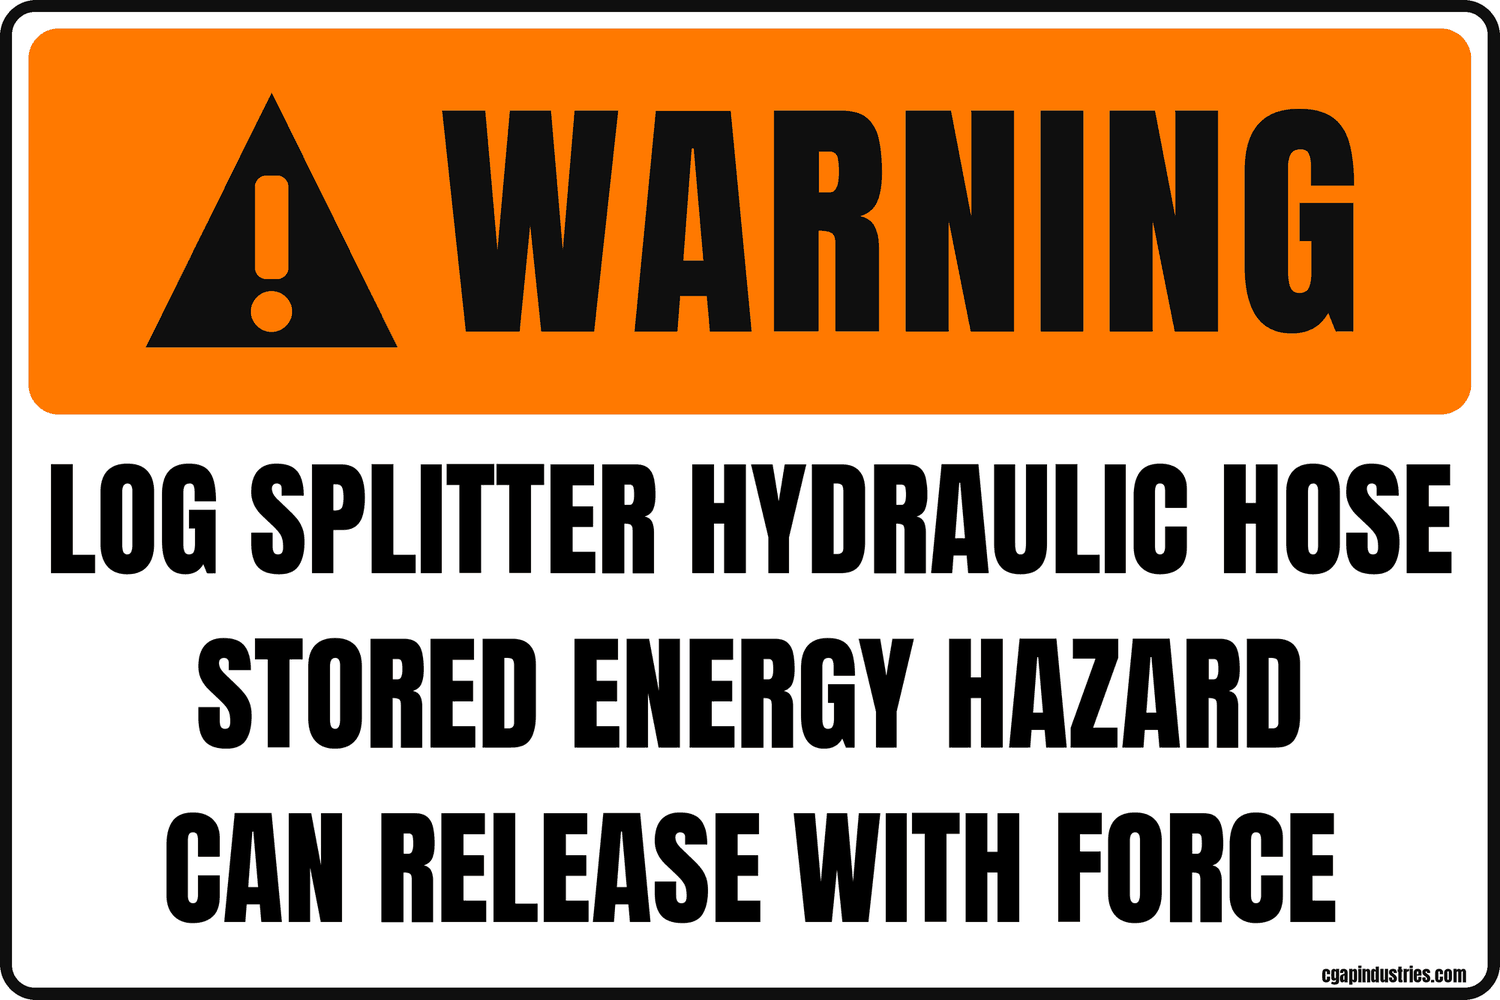 WARNING
LOG SPLITTER HYDRAULIC HOSE
STORED ENERGY HAZARD
CAN RELEASE WITH FORCE
cgapindustries.com